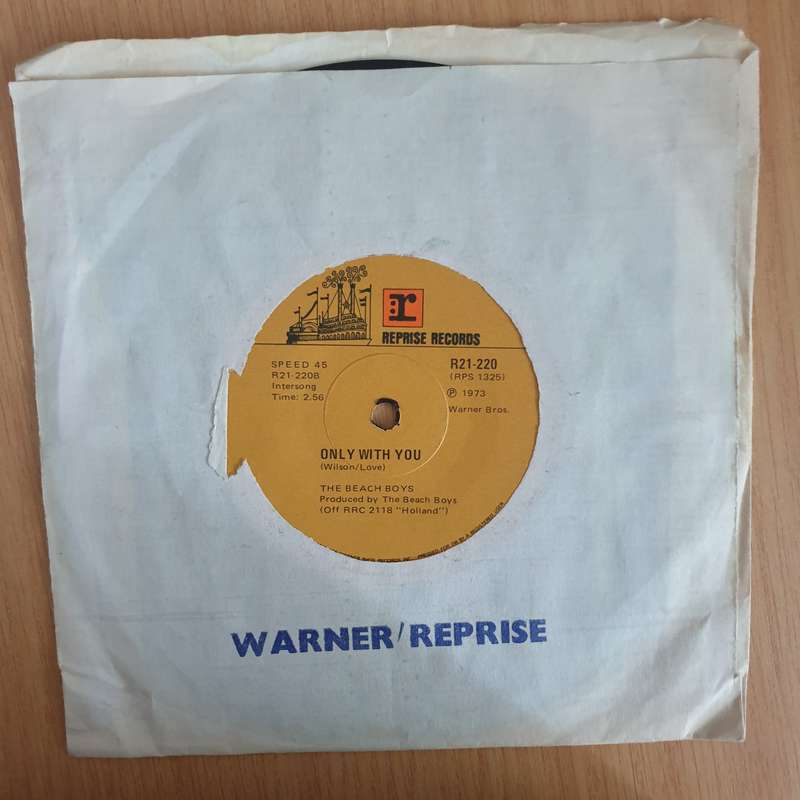 r
REPRISE RECORDS
SPEED 45
R21-220B
Intersong
Time: 2.56
R21-220
(RPS 1325)
℗ 1973
Warner Bros.
ONLY WITH YOU
(Wilson/Love)
THE BEACH BOYS
Produced by The Beach Boys
(Off RRC 2118 "Holland")
WARNER/REPRISE